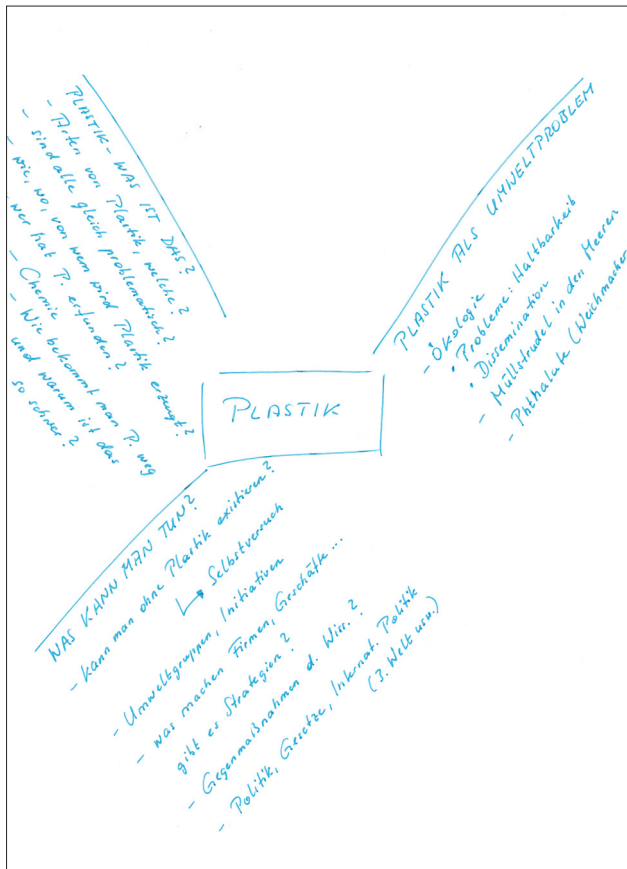 PLASTIK - WAS IST DAS?
- Arten von Plastik, welche?
- sind alle gleich problematisch?
- wie, wo, von wem wird Plastik erzeugt?
wer hat P. erfunden?
- Chemie
- Wie bekommt man P. weg
und warum ist das
so schwer?
PLASTIK ALS UMWELTPROBLEM
- Ökologie
• Probleme: Haltbarkeit
• Dissemination
- Müllstrudel in den Meeren
- Phthalate (Weichmacher
PLASTIK
WAS KANN MAN TUN?
- Kann man ohne Plastik existieren?
↳ Selbstversuch
- Umweltgruppen, Initiativen
- was machen Firmen, Geschäfte...
gibt es Strategien?
- Gegenmaßnahmen d. Wiss.?
- Politik, Gesetze, Internat. Politik
(3. Welt usw.)